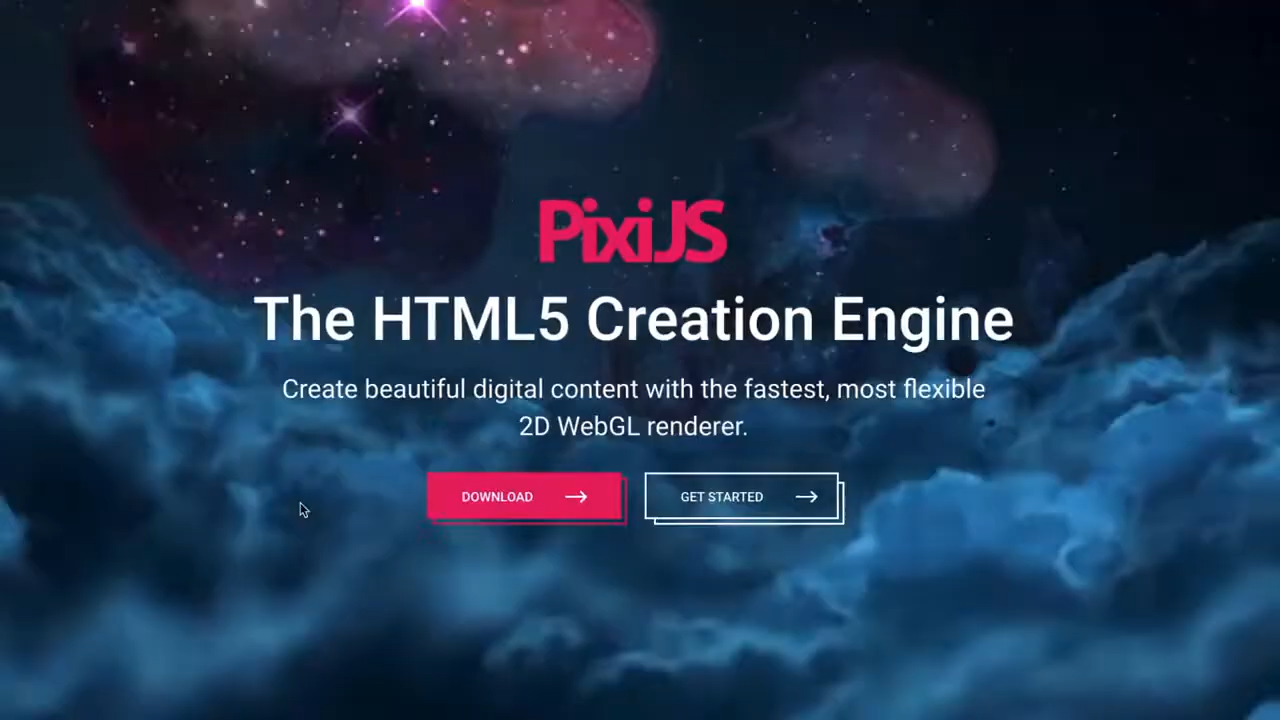 PixiJS
The HTML5 Creation Engine
Create beautiful digital content with the fastest, most flexible
2D WebGL renderer.
DOWNLOAD
GET STARTED